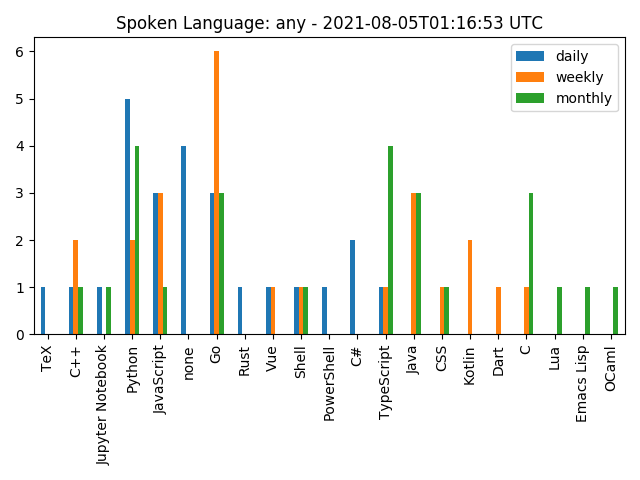 Spoken Language: any - 2021-08-05T01:16:53 UTC
daily
weekly
monthly
6
5
4
3
2
1
0
TeX
C++
Jupyter Notebook
Python
JavaScript
none
Go
Rust
Vue
Shell
PowerShell
C#
TypeScript
Java
CSS
Kotlin
Dart
C
Lua
Emacs Lisp
OCaml